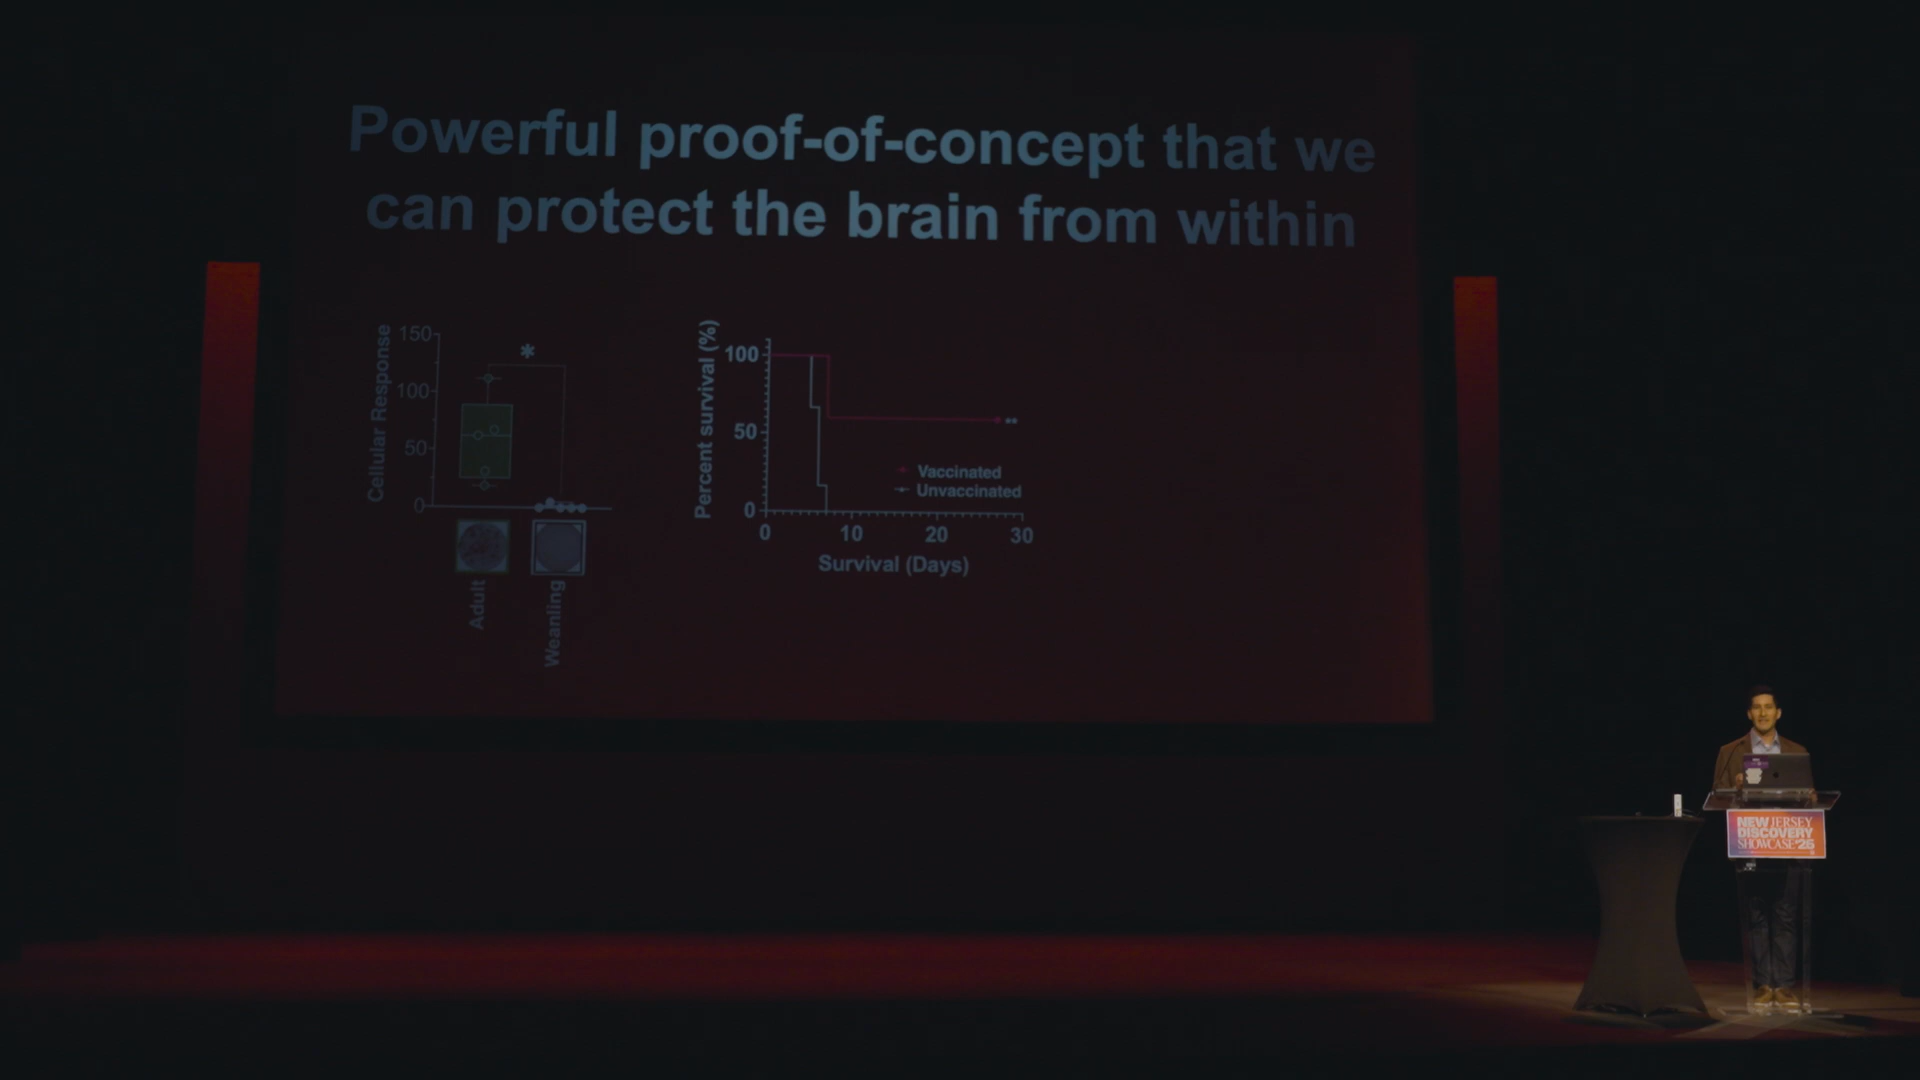 Powerful proof-of-concept that we
can protect the brain from within
Cellular Response
150
100
50
0
*
Adult
Weanling
Percent survival (%)
100
50
0
**
Vaccinated
Unvaccinated
0 10 20 30
Survival (Days)
NEW JERSEY
DISCOVERY
SHOWCASE'25